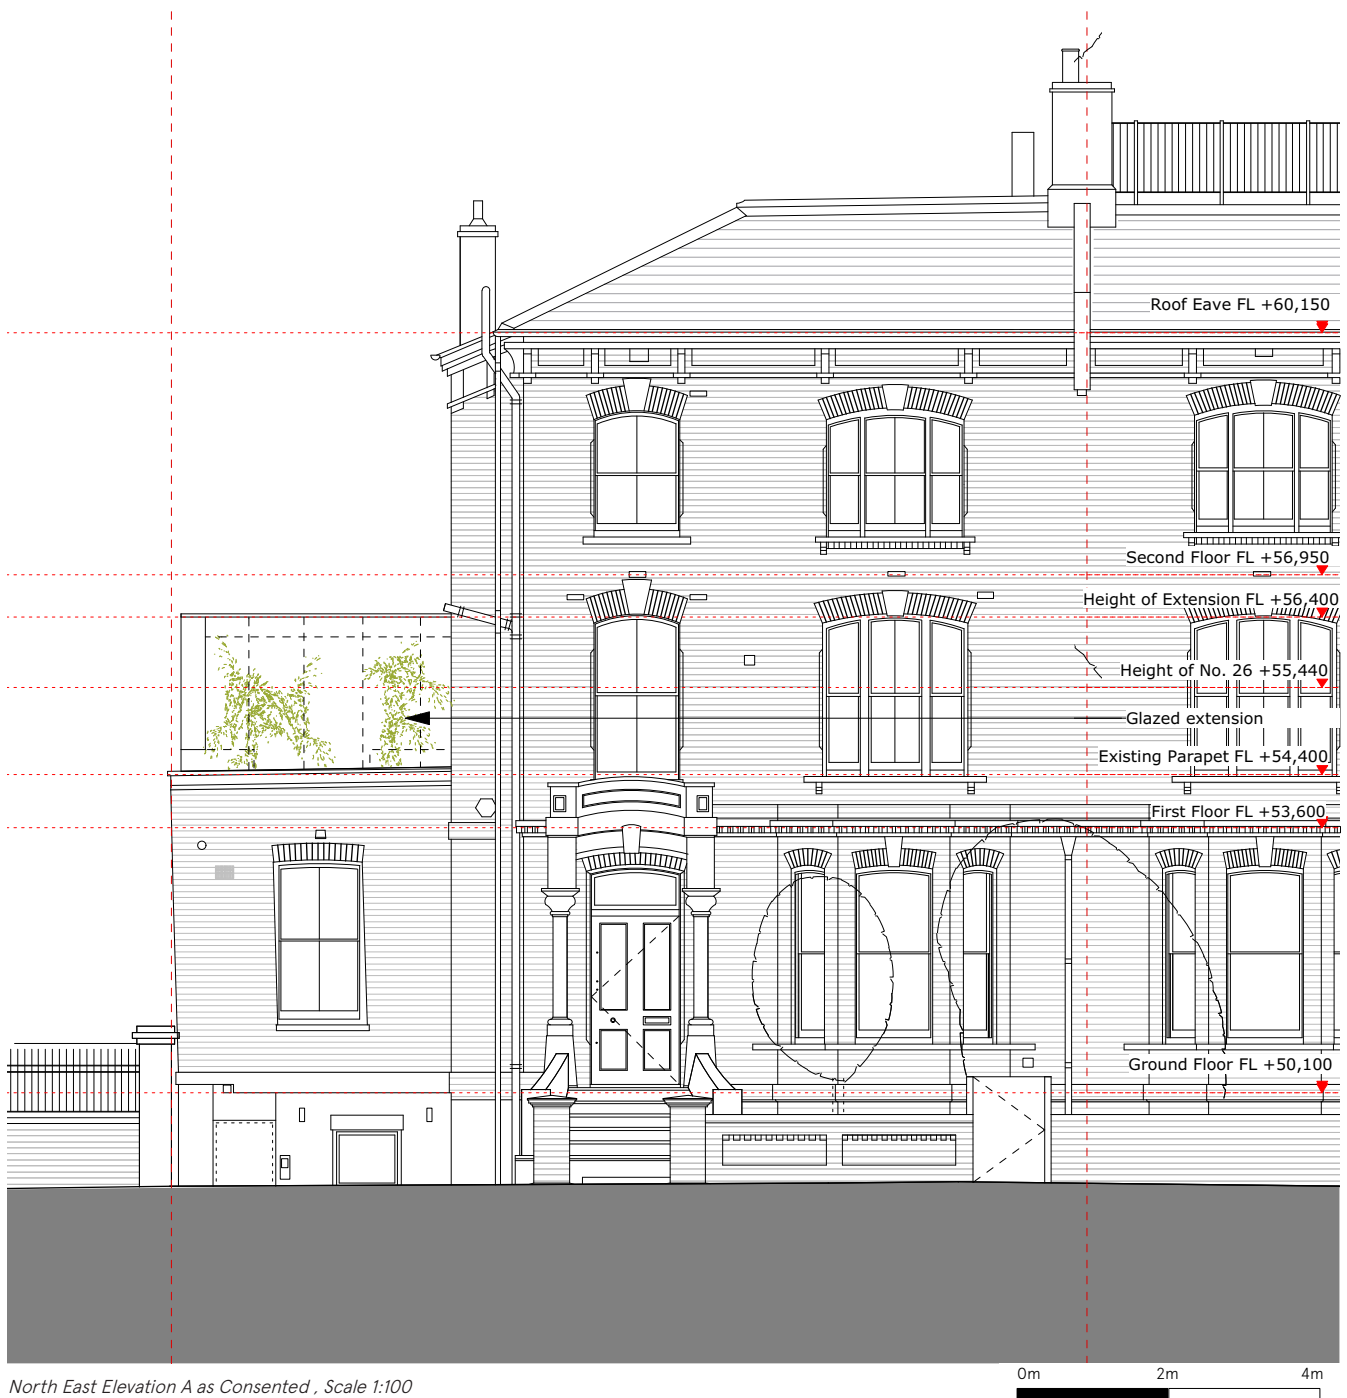 Roof Eave FL +60,150
Second Floor FL +56,950
Height of Extension FL +56,400
Height of No. 26 +55,440
Glazed extension
Existing Parapet FL +54,400
First Floor FL +53,600
Ground Floor FL +50,100
0m 2m 4m
North East Elevation A as Consented , Scale 1:100